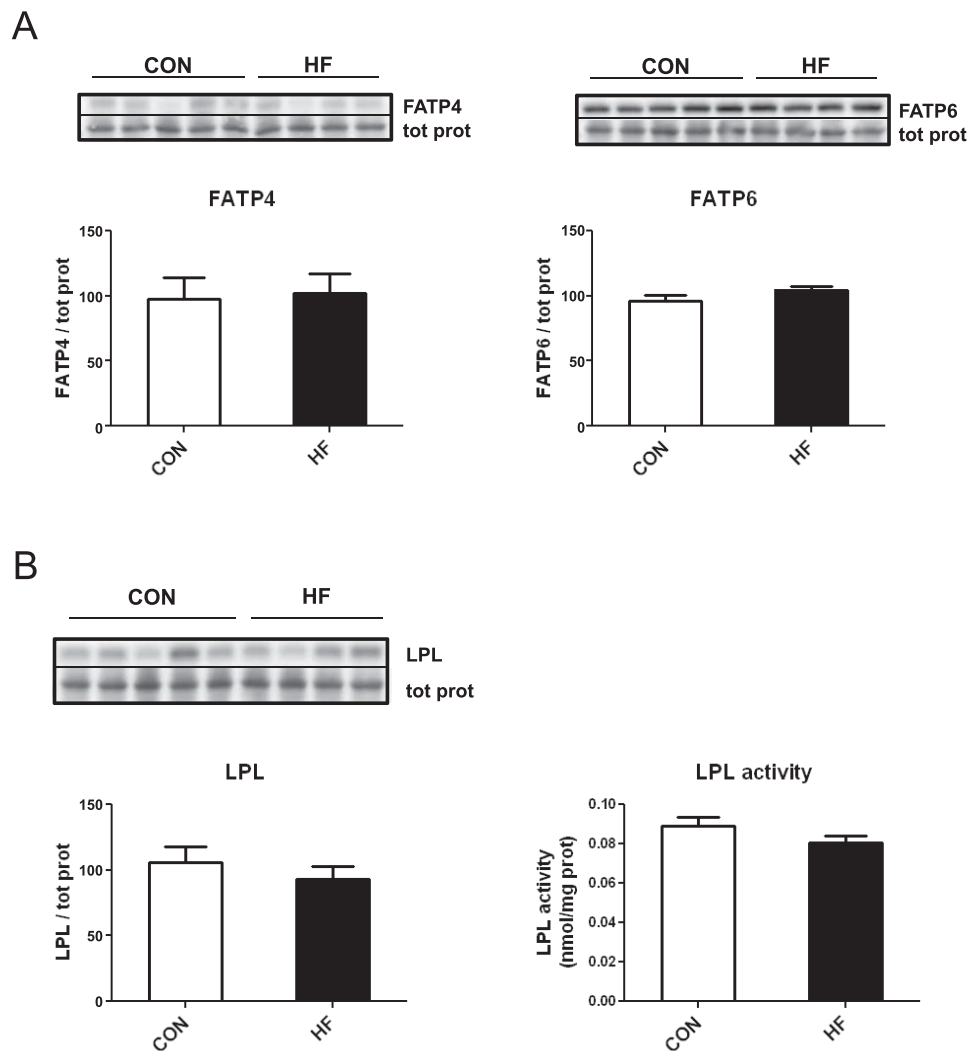 A
CON HF
FATP4
tot prot
CON HF
FATP6
tot prot
FATP4
FATP4 / tot prot
150
100
50
0
CON HF
FATP6
FATP6 / tot prot
150
100
50
0
CON HF
B
CON HF
LPL
tot prot
LPL
LPL / tot prot
150
100
50
0
CON HF
LPL activity
LPL activity
(nmol/mg prot)
0.10
0.08
0.06
0.04
0.02
0.00
CON HF